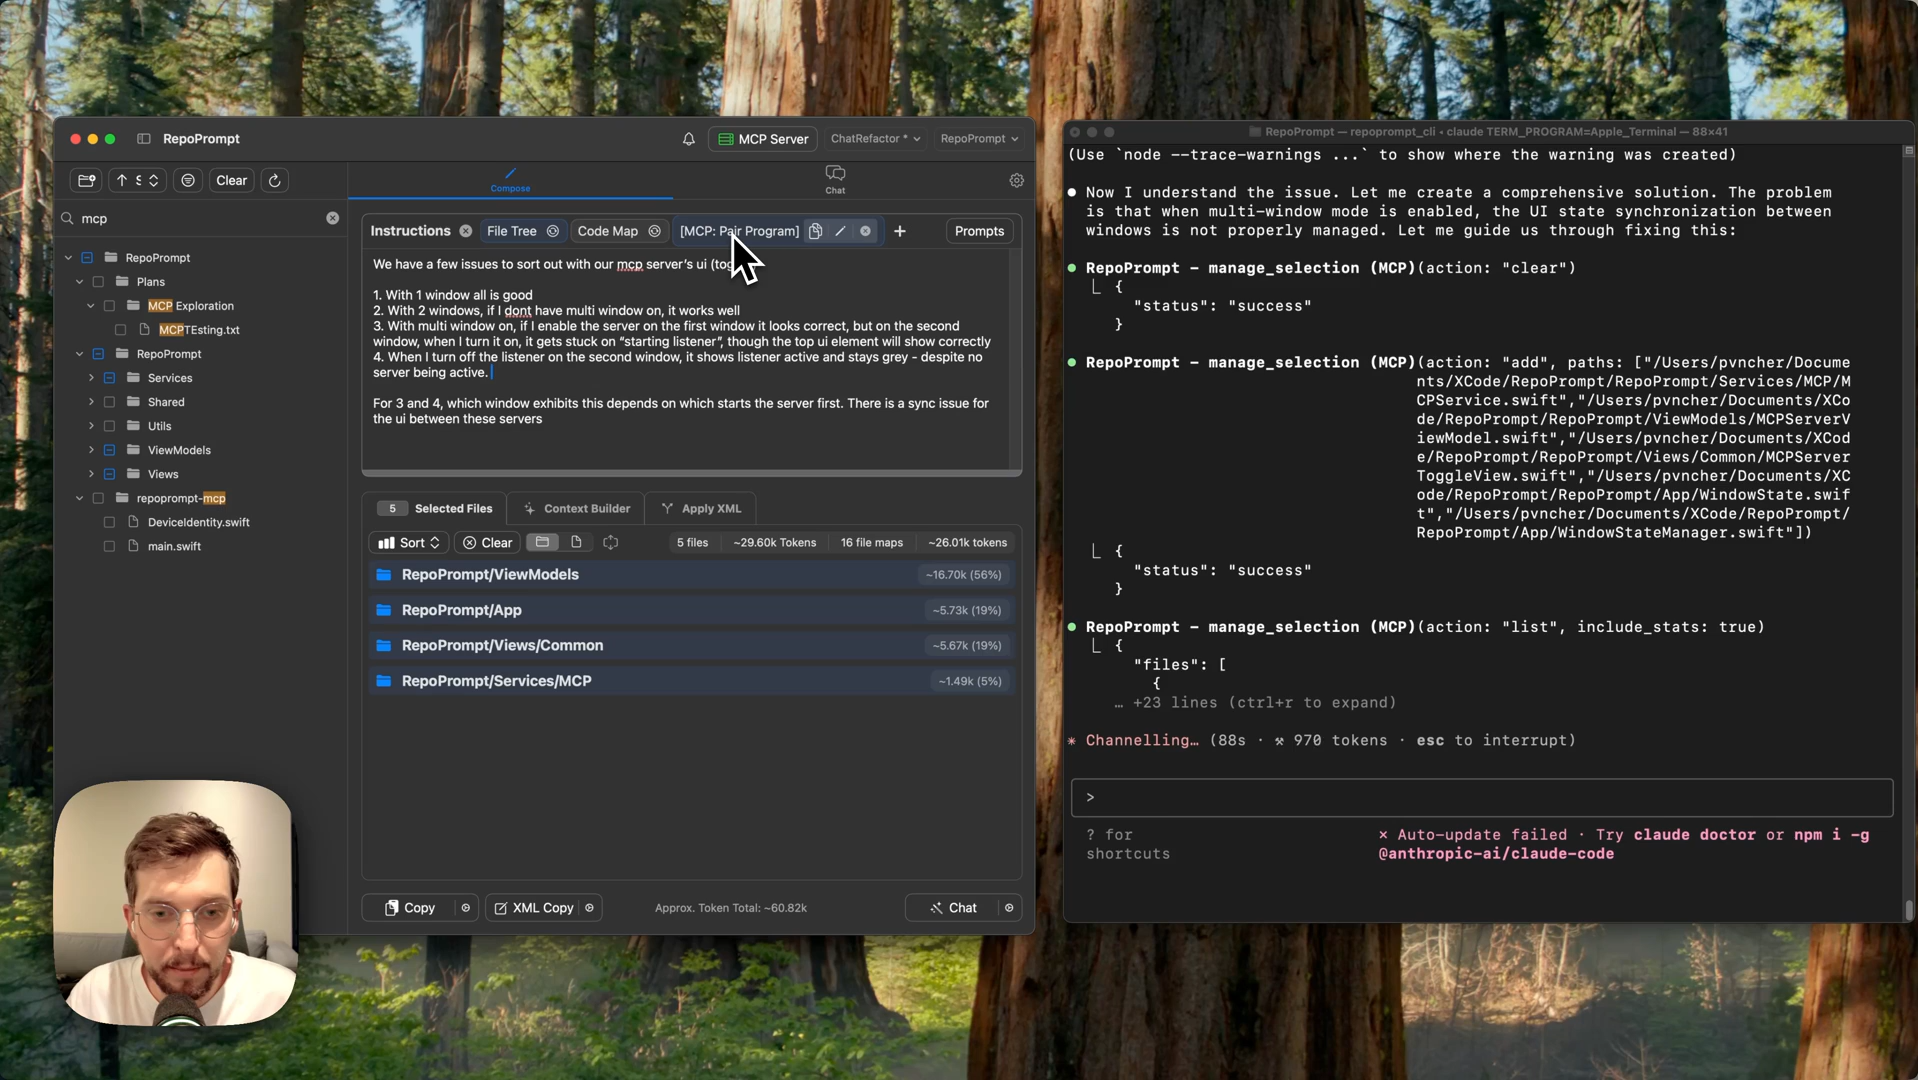 RepoPrompt
MCP Server
ChatRefactor *
RepoPrompt
Clear
Compose
Chat
mcp
RepoPrompt
Plans
MCP Exploration
MCPTEsting.txt
RepoPrompt
Services
Shared
Utils
ViewModels
Views
repoprompt-mcp
DeviceIdentity.swift
main.swift
Instructions
File Tree
Code Map
[MCP: Pair Program]
Prompts
We have a few issues to sort out with our mcp server's ui
1. With 1 window all is good
2. With 2 windows, if I dont have multi window on, it works well
3. With multi window on, if I enable the server on the first window it looks correct, but on the second
window, when I turn it on, it gets stuck on “starting listener”, though the top ui element will show correctly
4. When I turn off the listener on the second window, it shows listener active and stays grey - despite no
server being active.
For 3 and 4, which window exhibits this depends on which starts the server first. There is a sync issue for
the ui between these servers
5 Selected Files
Context Builder
Apply XML
Sort
Clear
5 files
~29.60k Tokens
16 file maps
~26.01k tokens
RepoPrompt/ViewModels
~16.70k (56%)
RepoPrompt/App
~5.73k (19%)
RepoPrompt/Views/Common
~5.67k (19%)
RepoPrompt/Services/MCP
~1.49k (5%)
Copy
XML Copy
Approx. Token Total: ~60.82k
Chat
RepoPrompt — repoprompt_cli • claude TERM_PROGRAM=Apple_Terminal — 88×41
(Use `node --trace-warnings ...` to show where the warning was created)
Now I understand the issue. Let me create a comprehensive solution. The problem
is that when multi-window mode is enabled, the UI state synchronization between
windows is not properly managed. Let me guide us through fixing this:
RepoPrompt - manage_selection (MCP)(action: "clear")
{
"status": "success"
}
RepoPrompt - manage_selection (MCP)(action: "add", paths: ["/Users/pvncher/Docume
nts/XCode/RepoPrompt/RepoPrompt/Services/MCP/M
CPService.swift","/Users/pvncher/Documents/XCo
de/RepoPrompt/RepoPrompt/ViewModels/MCPServerV
iewModel.swift","/Users/pvncher/Documents/XCod
e/RepoPrompt/RepoPrompt/Views/Common/MCPServer
ToggleView.swift","/Users/pvncher/Documents/XC
ode/RepoPrompt/RepoPrompt/App/WindowState.swif
t","/Users/pvncher/Documents/XCode/RepoPrompt/
RepoPrompt/App/WindowStateManager.swift"])
{
"status": "success"
}
RepoPrompt - manage_selection (MCP)(action: "list", include_stats: true)
{
"files": [
{
… +23 lines (ctrl+r to expand)
Channelling… (88s · ⚒ 970 tokens · esc to interrupt)
>
? for
shortcuts
× Auto-update failed · Try claude doctor or npm i -g
@anthropic-ai/claude-code